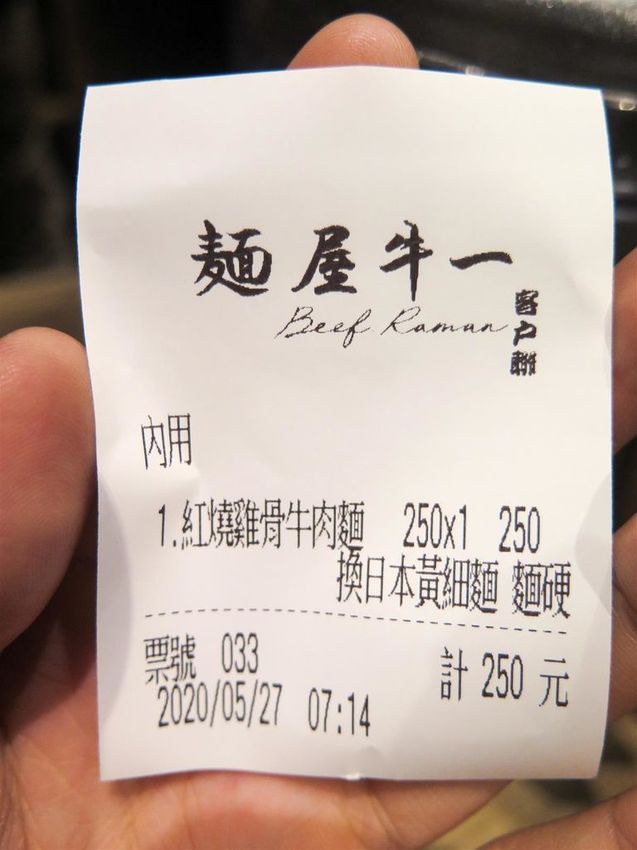 麺屋牛一
Beef Raman
客戶聯
內用
1.紅燒雞骨牛肉麵 250x1 250
換日本黃細麵 麵硬
票號 033
計 250 元
2020/05/27 07:14